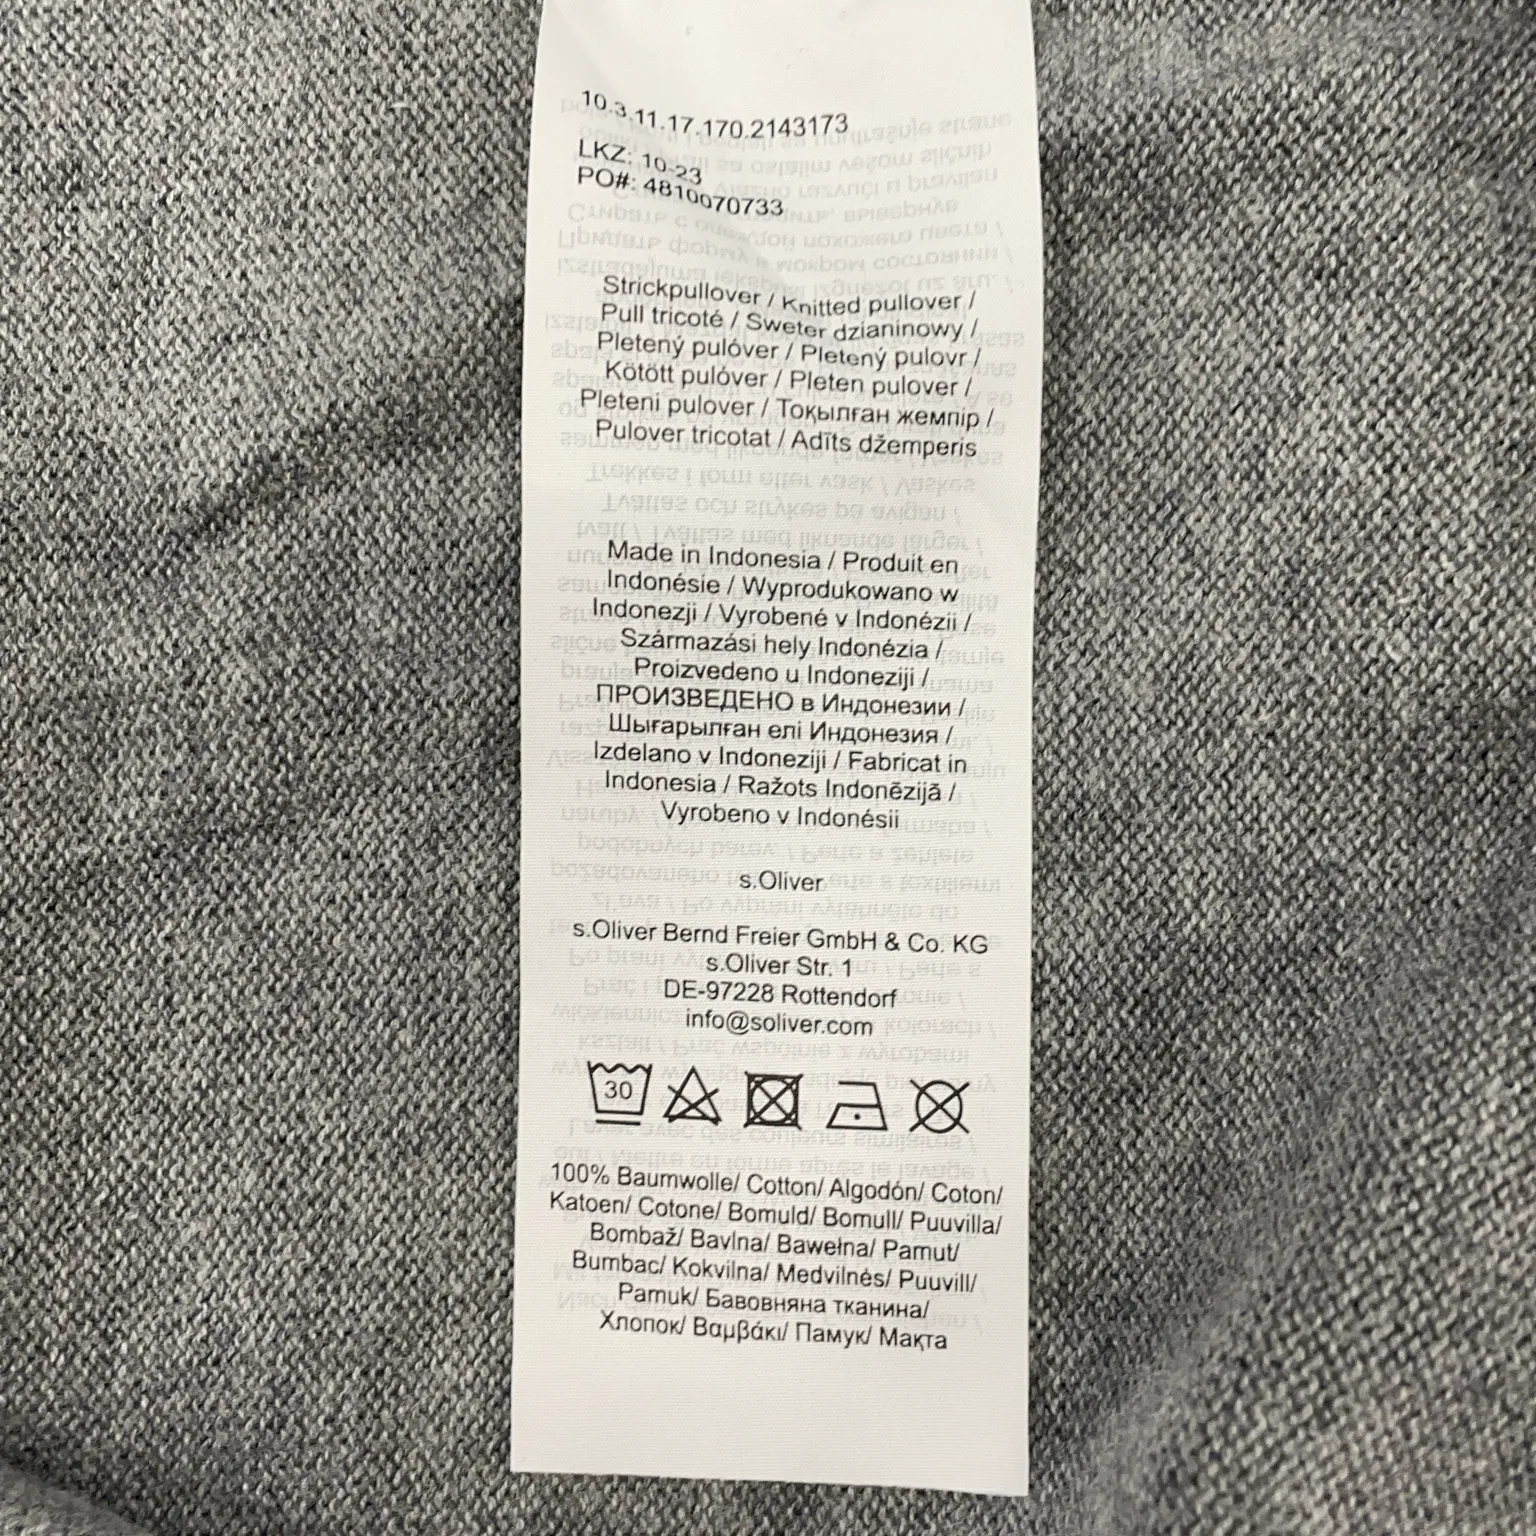 10.3.11.17.170.2143173
LKZ: 10-23
PO#: 4810070733
Strickpullover / Knitted pullover /
Pull tricoté / Sweter dzianinowy /
Pletený pulóver / Pletený pulovr /
Kötött pulóver / Pleten pulover /
Pleteni pulover / Тоқылған жемпір /
Pulover tricotat / Adīts džemperis
Made in Indonesia / Produit en
Indonésie / Wyprodukowano w
Indonezji / Vyrobené v Indonézii /
Származási hely Indonézia /
Proizvedeno u Indoneziji /
ПРОИЗВЕДЕНО в Индонезии /
Шығарылған елі Индонезия /
Izdelano v Indoneziji / Fabricat in
Indonesia / Ražots Indonēzijā /
Vyrobeno v Indonésii
s.Oliver
s.Oliver Bernd Freier GmbH & Co. KG
s.Oliver Str. 1
DE-97228 Rottendorf
info@soliver.com
30
100% Baumwolle/ Cotton/ Algodón/ Coton/
Katoen/ Cotone/ Bomuld/ Bomull/ Puuvilla/
Bombaž/ Bavlna/ Bawełna/ Pamut/
Bumbac/ Kokvilna/ Medvilnės/ Puuvill/
Pamuk/ Бавовняна тканина/
Хлопок/ Βαμβάκι/ Памук/ Мақта